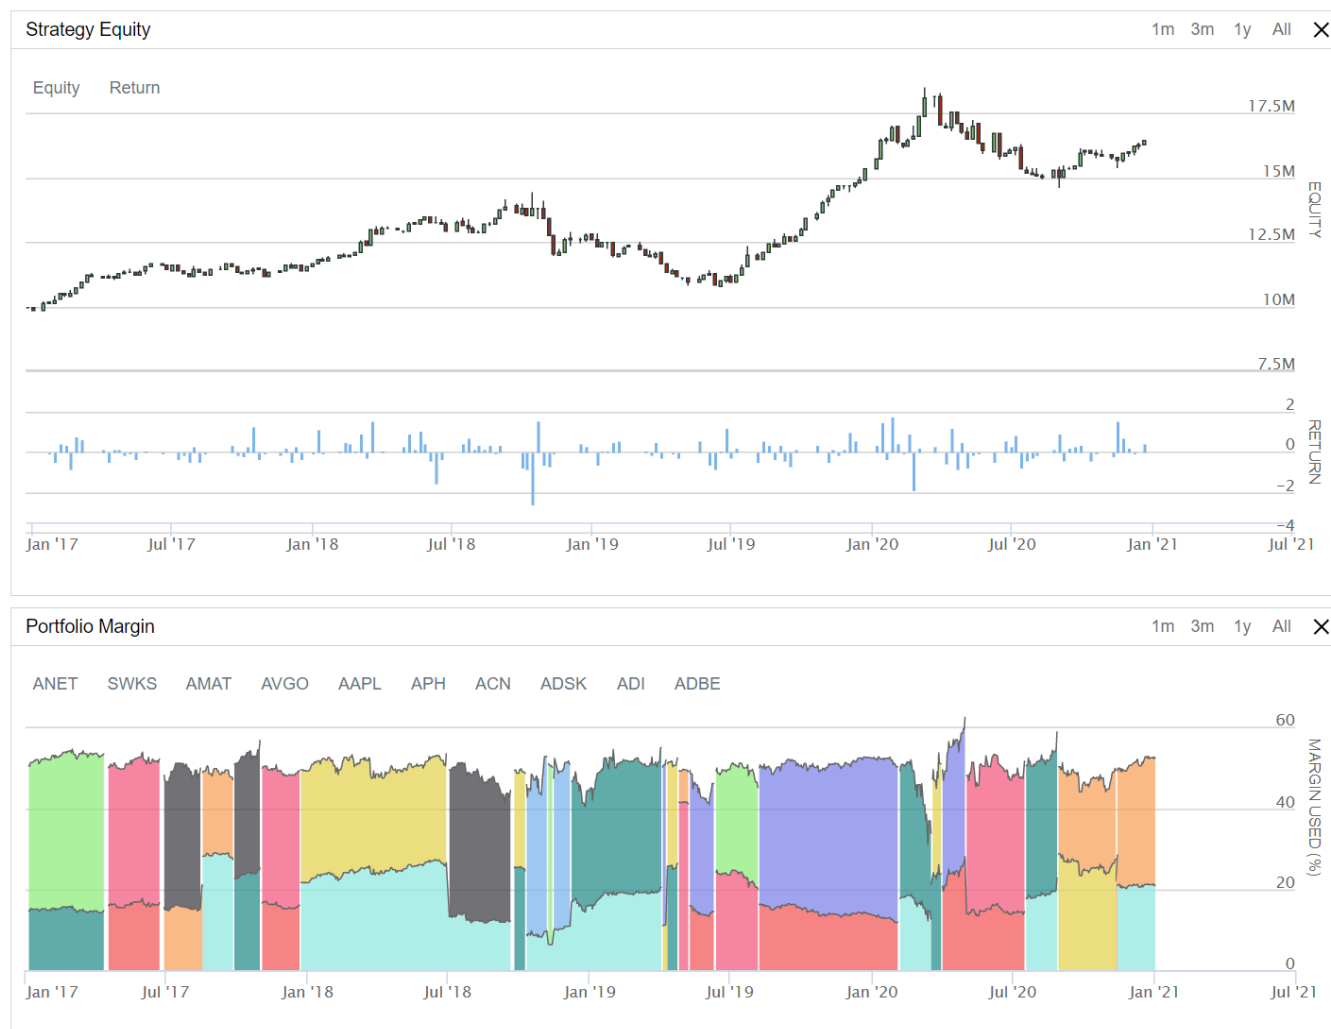 Strategy Equity 1m 3m 1y All
Equity Return
17.5M
15M
12.5M
10M
7.5M
EQUITY
2
0
−2
−4
RETURN
Jan '17 Jul '17 Jan '18 Jul '18 Jan '19 Jul '19 Jan '20 Jul '20 Jan '21 Jul '21
Portfolio Margin 1m 3m 1y All
ANET SWKS AMAT AVGO AAPL APH ACN ADSK ADI ADBE
60
40
20
0
MARGIN USED (%)
Jan '17 Jul '17 Jan '18 Jul '18 Jan '19 Jul '19 Jan '20 Jul '20 Jan '21 Jul '21